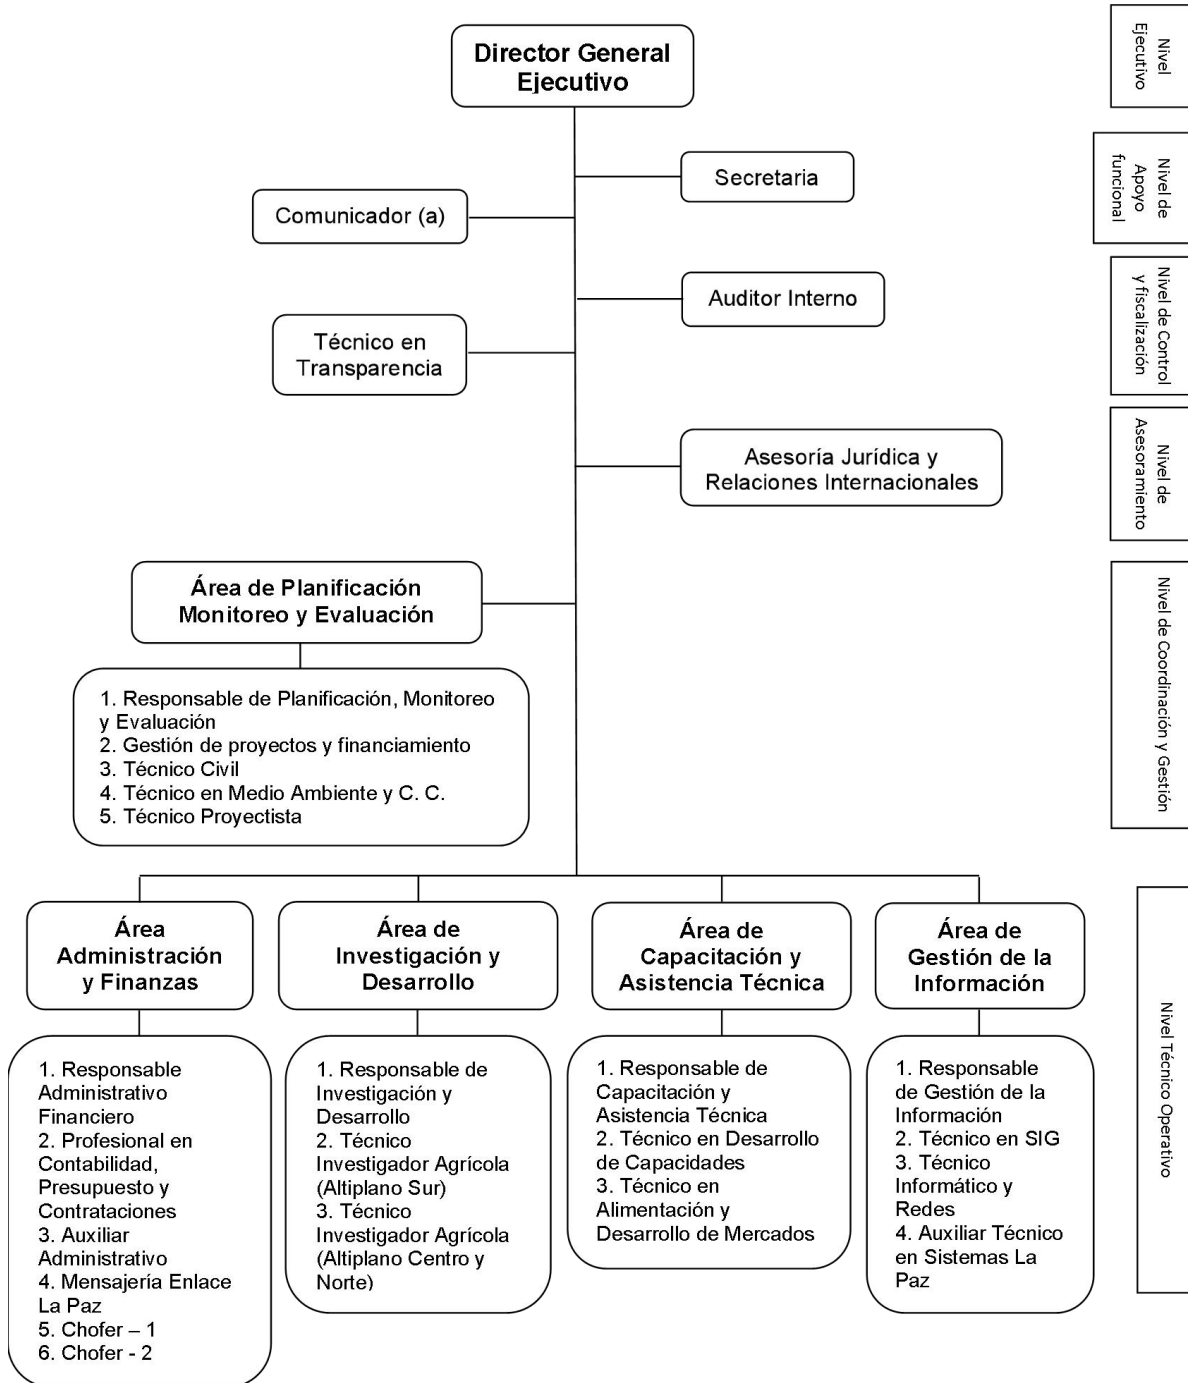 Director General
Ejecutivo
Nivel
Ejecutivo
Secretaria
Comunicador (a)
Nivel de
Apoyo
funcional
Auditor Interno
Técnico en
Transparencia
Nivel de Control
y fiscalización
Asesoría Jurídica y
Relaciones Internacionales
Nivel de
Asesoramiento
Área de Planificación
Monitoreo y Evaluación
1. Responsable de Planificación, Monitoreo
y Evaluación
2. Gestión de proyectos y financiamiento
3. Técnico Civil
4. Técnico en Medio Ambiente y C. C.
5. Técnico Proyectista
Nivel de Coordinación y Gestión
Área
Administración
y Finanzas
1. Responsable
Administrativo
Financiero
2. Profesional en
Contabilidad,
Presupuesto y
Contrataciones
3. Auxiliar
Administrativo
4. Mensajería Enlace
La Paz
5. Chofer – 1
6. Chofer - 2
Área de
Investigación y
Desarrollo
1. Responsable de
Investigación y
Desarrollo
2. Técnico
Investigador Agrícola
(Altiplano Sur)
3. Técnico
Investigador Agrícola
(Altiplano Centro y
Norte)
Área de
Capacitación y
Asistencia Técnica
1. Responsable de
Capacitación y
Asistencia Técnica
2. Técnico en Desarrollo
de Capacidades
3. Técnico en
Alimentación y
Desarrollo de Mercados
Área de
Gestión de la
Información
1. Responsable
de Gestión de la
Información
2. Técnico en SIG
3. Técnico
Informático y
Redes
4. Auxiliar Técnico
en Sistemas La
Paz
Nivel Técnico Operativo